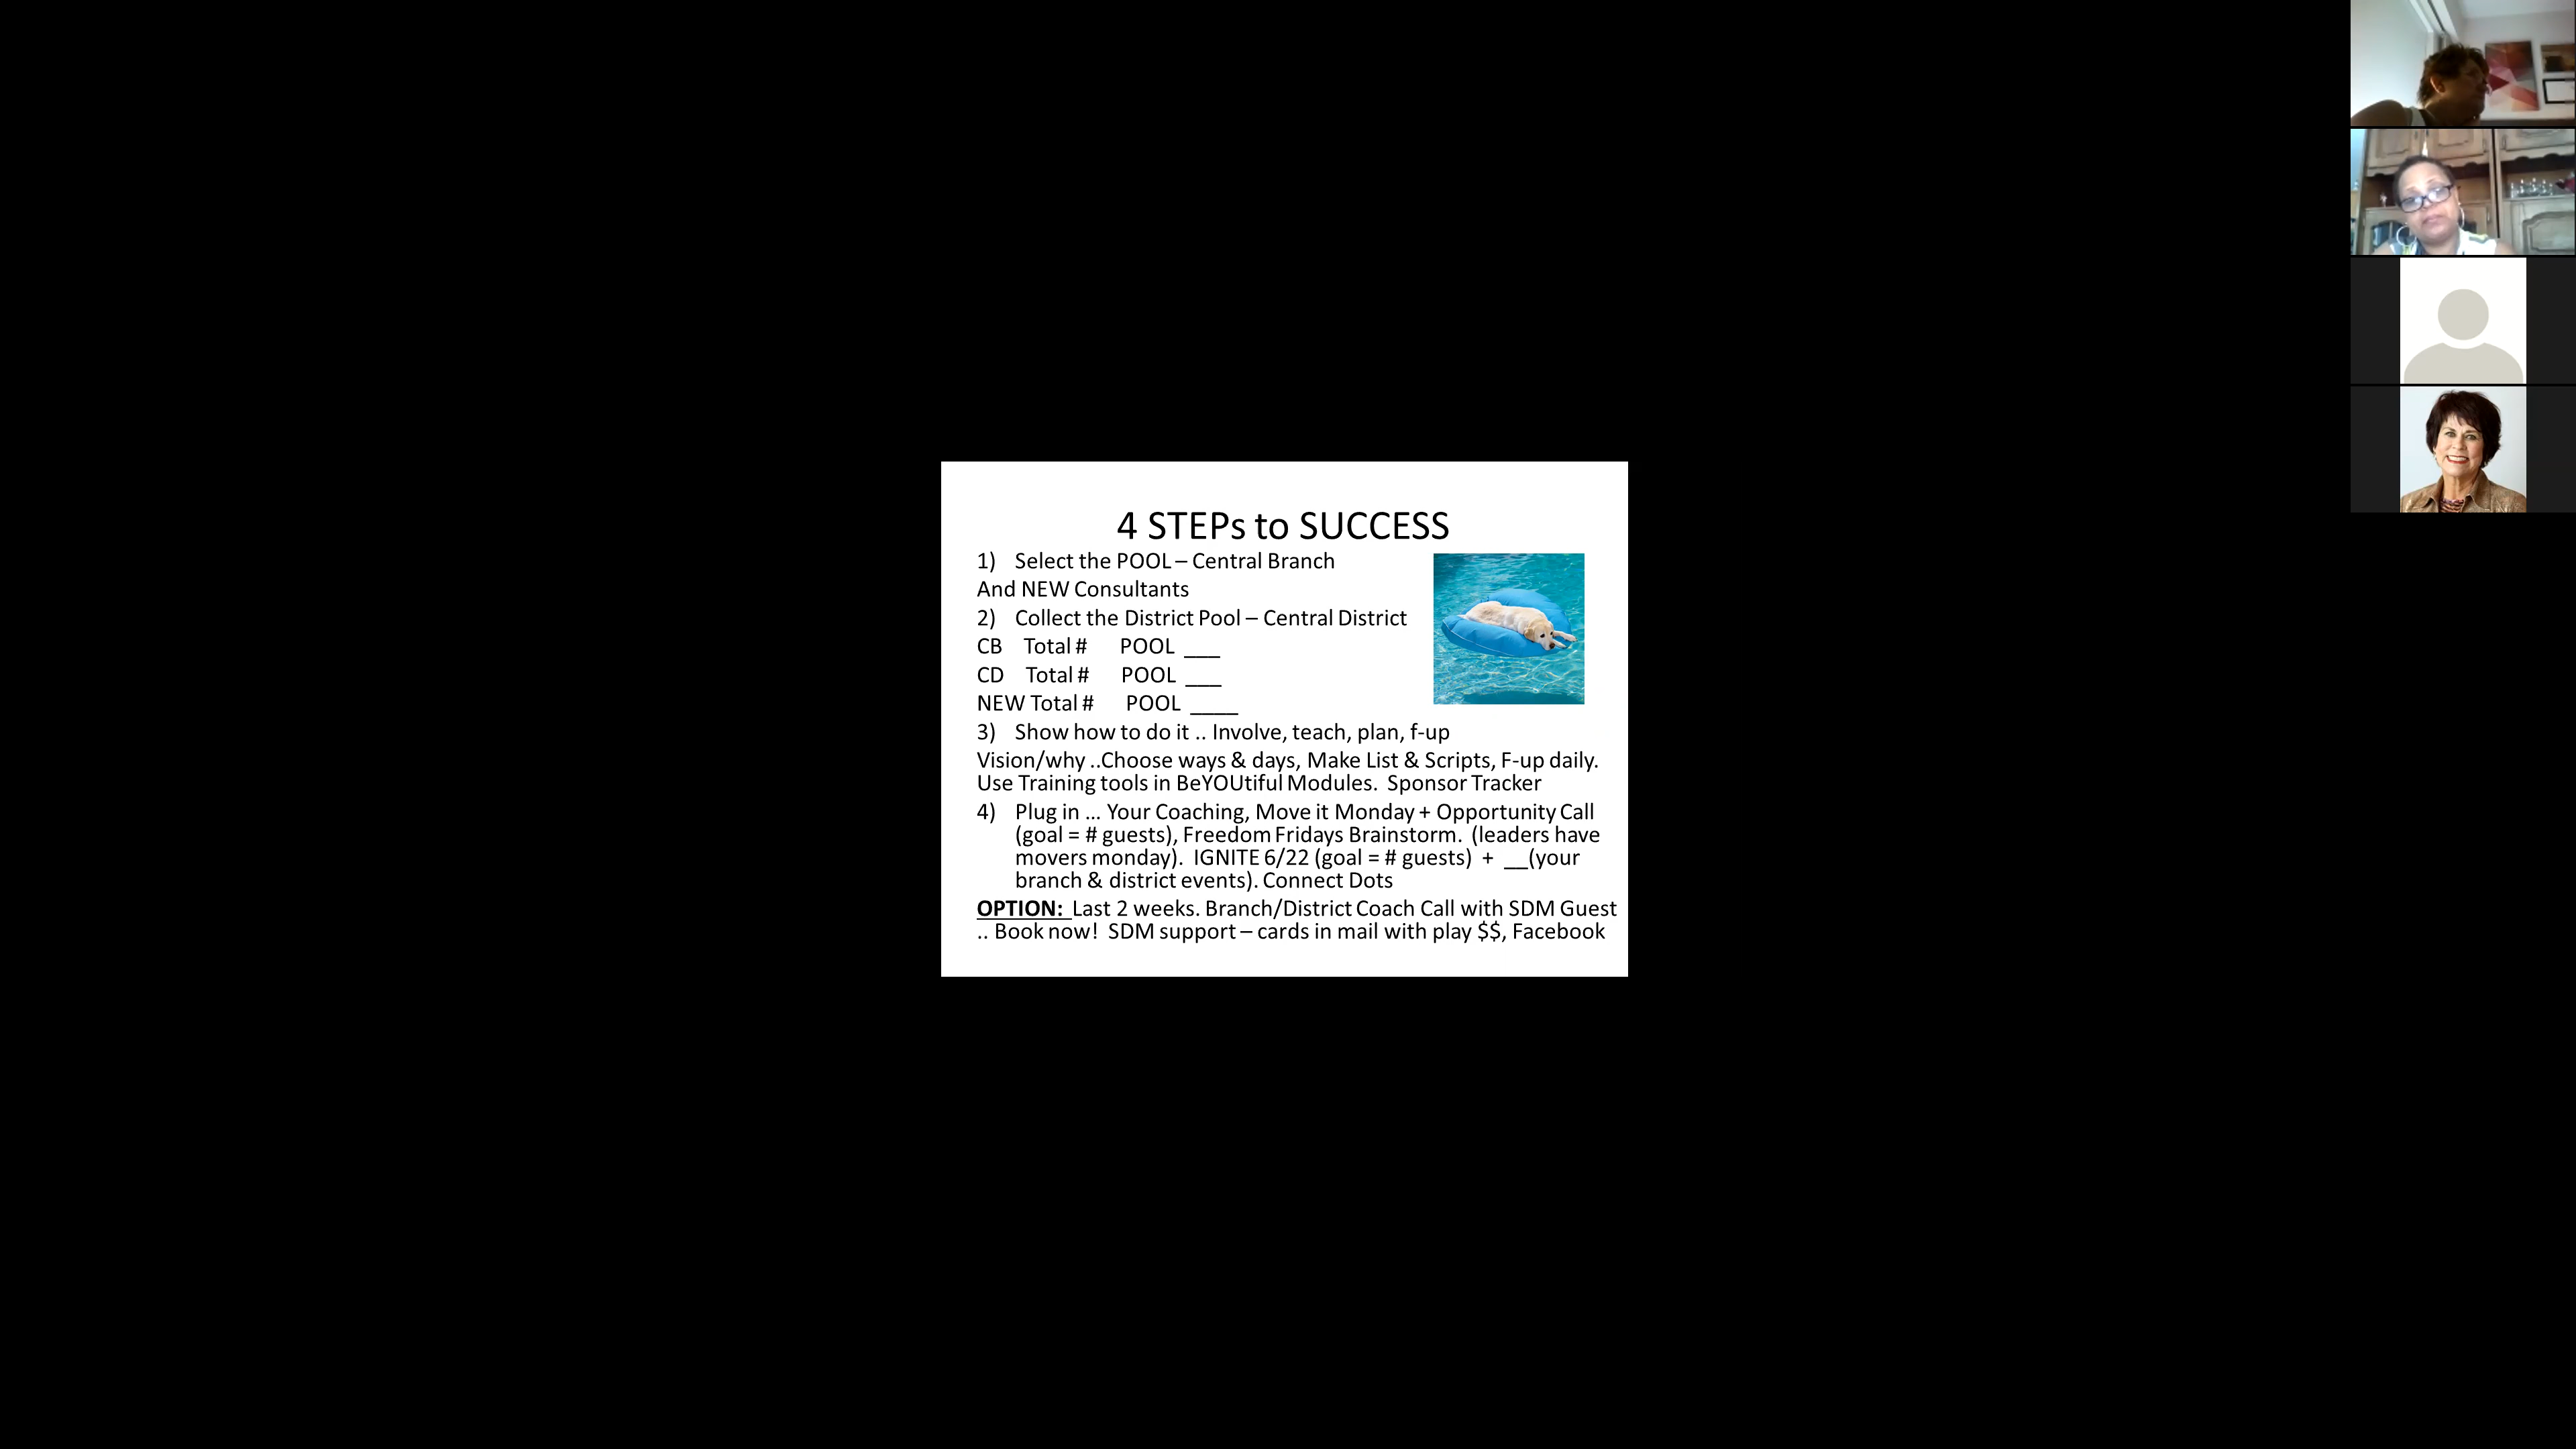 4 STEPs to SUCCESS
1) Select the POOL – Central Branch
And NEW Consultants
2) Collect the District Pool – Central District
CB Total # POOL ___
CD Total # POOL ___
NEW Total # POOL ____
3) Show how to do it .. Involve, teach, plan, f-up
Vision/why ..Choose ways & days, Make List & Scripts, F-up daily.
Use Training tools in BeYOUtiful Modules. Sponsor Tracker
4) Plug in … Your Coaching, Move it Monday + Opportunity Call
(goal = # guests), Freedom Fridays Brainstorm. (leaders have
movers monday). IGNITE 6/22 (goal = # guests) + __(your
branch & district events). Connect Dots
OPTION: Last 2 weeks. Branch/District Coach Call with SDM Guest
.. Book now! SDM support – cards in mail with play $$, Facebook